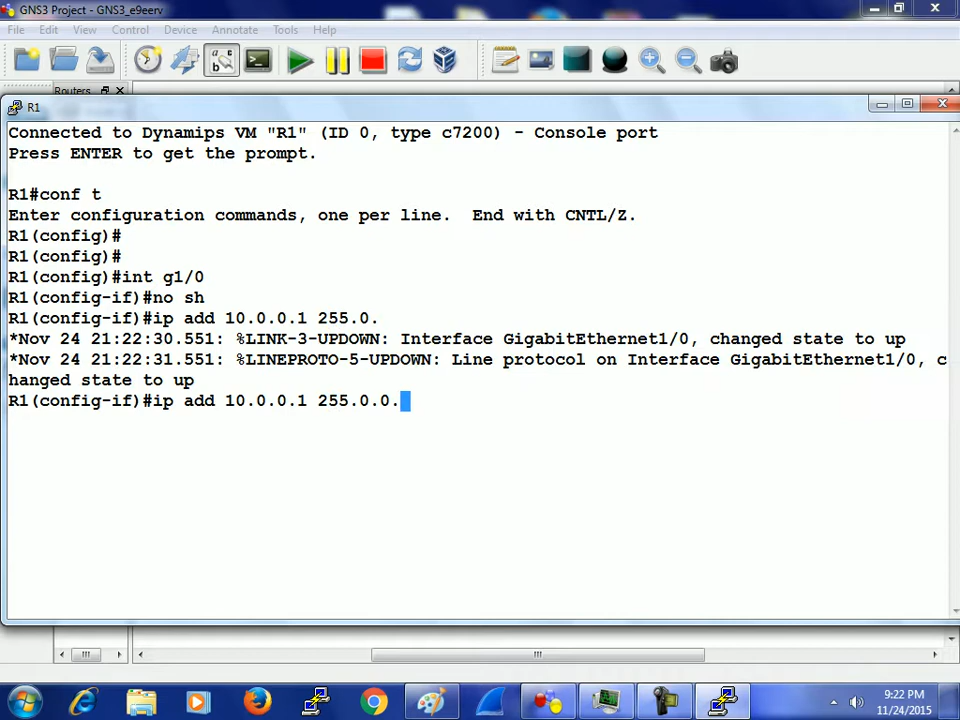 GNS3 Project - GNS3_e9eerv
File Edit View Control Device Annotate Tools Help
Routers
R1
Connected to Dynamips VM "R1" (ID 0, type c7200) - Console port
Press ENTER to get the prompt.
R1#conf t
Enter configuration commands, one per line.  End with CNTL/Z.
R1(config)#
R1(config)#
R1(config)#int g1/0
R1(config-if)#no sh
R1(config-if)#ip add 10.0.0.1 255.0.
*Nov 24 21:22:30.551: %LINK-3-UPDOWN: Interface GigabitEthernet1/0, changed state to up
*Nov 24 21:22:31.551: %LINEPROTO-5-UPDOWN: Line protocol on Interface GigabitEthernet1/0, c
hanged state to up
R1(config-if)#ip add 10.0.0.1 255.0.0.
9:22 PM
11/24/2015